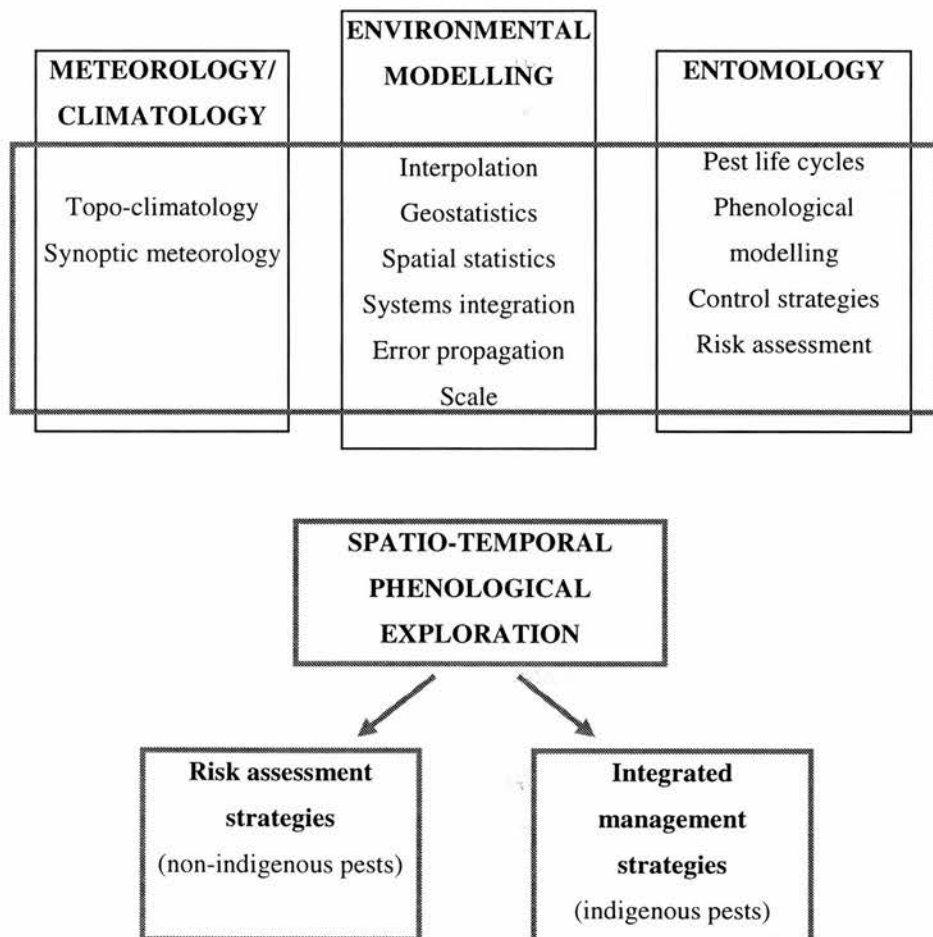 METEOROLOGY/
CLIMATOLOGY
Topo-climatology
Synoptic meteorology
ENVIRONMENTAL
MODELLING
Interpolation
Geostatistics
Spatial statistics
Systems integration
Error propagation
Scale
ENTOMOLOGY
Pest life cycles
Phenological
modelling
Control strategies
Risk assessment
SPATIO-TEMPORAL
PHENOLOGICAL
EXPLORATION
Risk assessment
strategies
(non-indigenous pests)
Integrated
management
strategies
(indigenous pests)